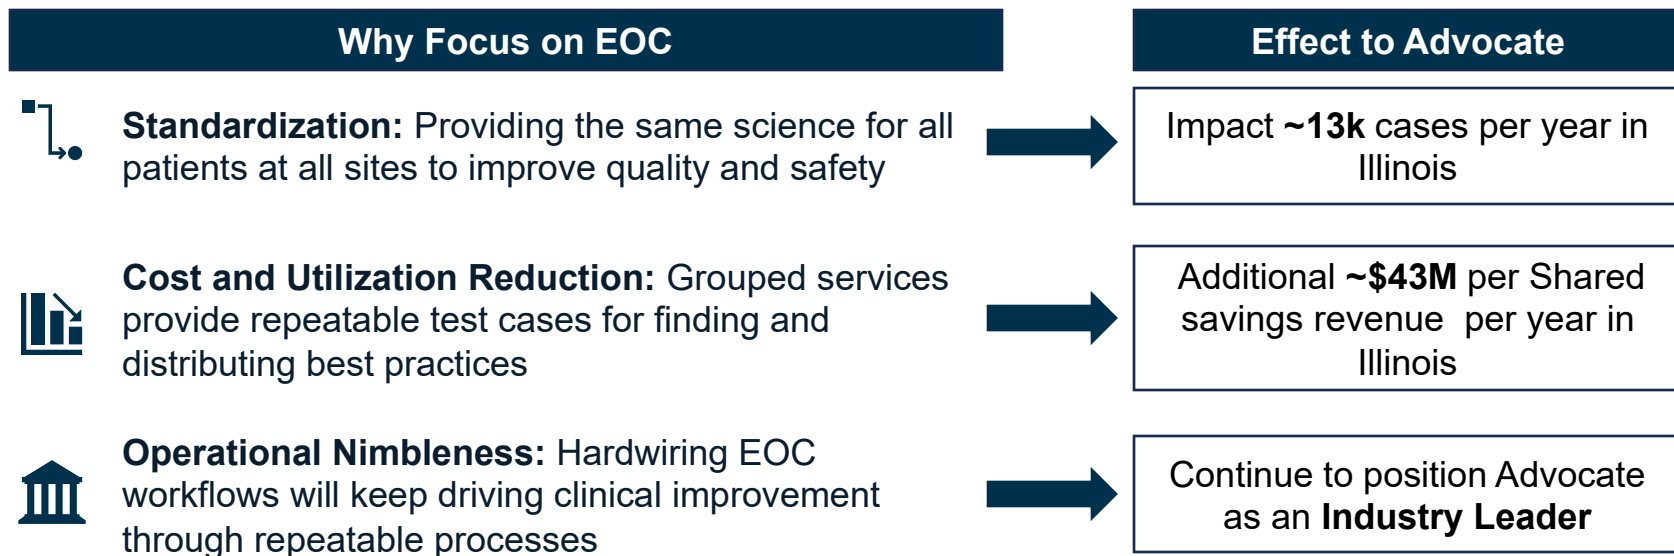 Why Focus on EOC
Effect to Advocate
Standardization: Providing the same science for all
patients at all sites to improve quality and safety
Impact ~13k cases per year in
Illinois
Cost and Utilization Reduction: Grouped services
provide repeatable test cases for finding and
distributing best practices
Additional ~$43M per Shared
savings revenue  per year in
Illinois
Operational Nimbleness: Hardwiring EOC
workflows will keep driving clinical improvement
through repeatable processes
Continue to position Advocate
as an Industry Leader